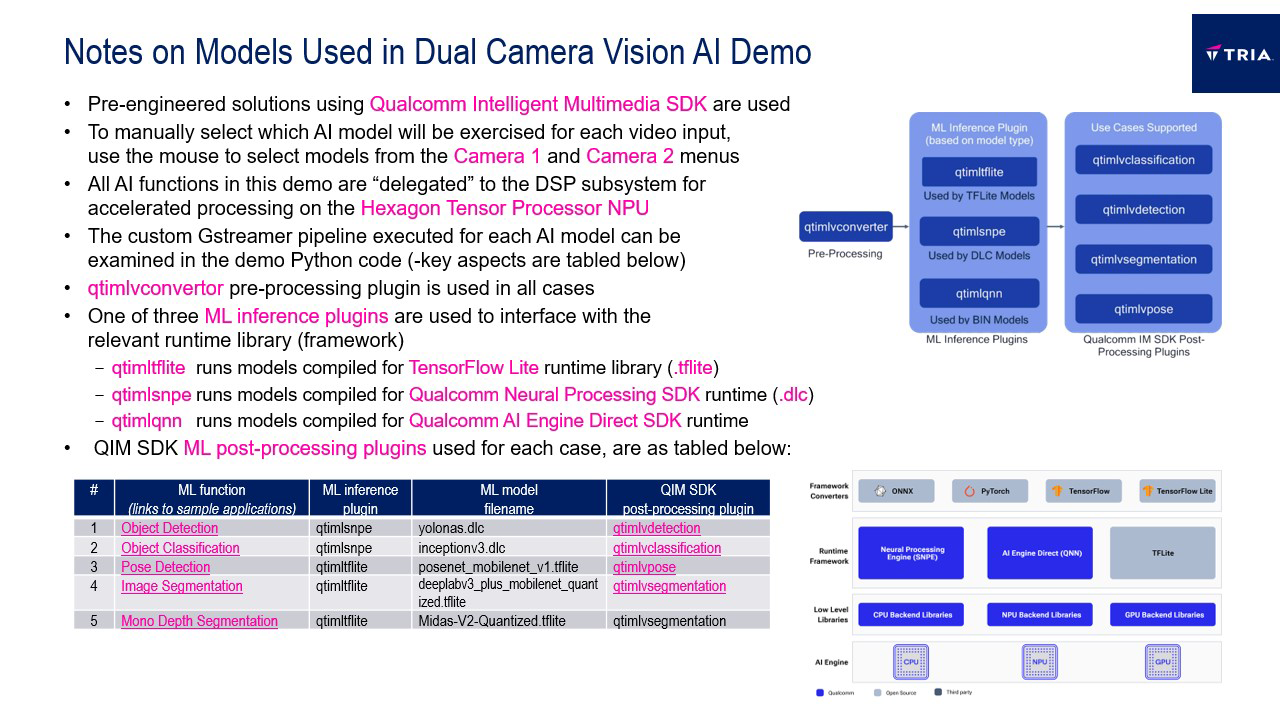 Notes on Models Used in Dual Camera Vision AI Demo
TRIA
• Pre-engineered solutions using Qualcomm Intelligent Multimedia SDK are used
• To manually select which AI model will be exercised for each video input,
use the mouse to select models from the Camera 1 and Camera 2 menus
• All AI functions in this demo are “delegated” to the DSP subsystem for
accelerated processing on the Hexagon Tensor Processor NPU
• The custom Gstreamer pipeline executed for each AI model can be
examined in the demo Python code (-key aspects are tabled below)
• qtimlvconvertor pre-processing plugin is used in all cases
• One of three ML inference plugins are used to interface with the
relevant runtime library (framework)
– qtimltflite runs models compiled for TensorFlow Lite runtime library (.tflite)
– qtimlsnpe runs models compiled for Qualcomm Neural Processing SDK runtime (.dlc)
– qtimlqnn runs models compiled for Qualcomm AI Engine Direct SDK runtime
• QIM SDK ML post-processing plugins used for each case, are as tabled below:
qtimlvconverter
Pre-Processing
ML Inference Plugin
(based on model type)
qtimltflite
Used by TFLite Models
qtimlsnpe
Used by DLC Models
qtimlqnn
Used by BIN Models
ML Inference Plugins
Use Cases Supported
qtimlvclassification
qtimlvdetection
qtimlvsegmentation
qtimlvpose
Qualcomm IM SDK Post-
Processing Plugins
# ML function ML inference ML model QIM SDK
(links to sample applications) plugin filename post-processing plugin
1 Object Detection qtimlsnpe yolonas.dlc qtimlvdetection
2 Object Classification qtimlsnpe inceptionv3.dlc qtimlvclassification
3 Pose Detection qtimltflite posenet_mobilenet_v1.tflite qtimlvpose
4 Image Segmentation qtimltflite deeplabv3_plus_mobilenet_quant qtimlvsegmentation
ized.tflite
5 Mono Depth Segmentation qtimltflite Midas-V2-Quantized.tflite qtimlvsegmentation
Framework
Converters
ONNX PyTorch TensorFlow TensorFlow Lite
Runtime
Framework
Neural Processing
Engine (SNPE)
AI Engine Direct (QNN)
TFLite
Low Level
Libraries
CPU Backend Libraries NPU Backend Libraries GPU Backend Libraries
AI Engine
CPU NPU GPU
Qualcomm Open Source Third party